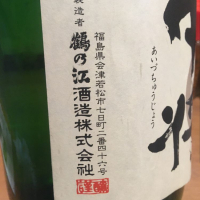 あいづちゅうじょう
製造者
福島県会津若松市七日町二番四十六号
鶴の江酒造株式会社